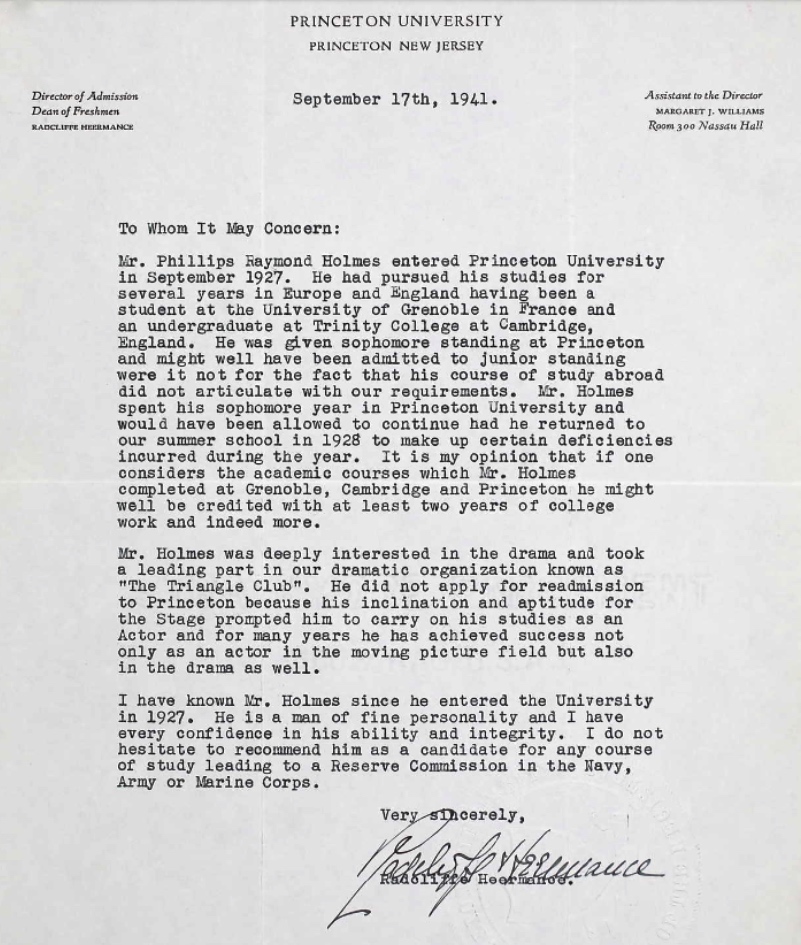 PRINCETON UNIVERSITY
PRINCETON NEW JERSEY
Director of Admission
Dean of Freshmen
RADCLIFFE HEERMANCE
September 17th, 1941.
Assistant to the Director
MARGARET J. WILLIAMS
Room 300 Nassau Hall
To Whom It May Concern:
Mr. Phillips Raymond Holmes entered Princeton University
in September 1927. He had pursued his studies for
several years in Europe and England having been a
student at the University of Grenoble in France and
an undergraduate at Trinity College at Cambridge,
England. He was given sophomore standing at Princeton
and might well have been admitted to junior standing
were it not for the fact that his course of study abroad
did not articulate with our requirements. Mr. Holmes
spent his sophomore year in Princeton University and
would have been allowed to continue had he returned to
our summer school in 1928 to make up certain deficiencies
incurred during the year. It is my opinion that if one
considers the academic courses which Mr. Holmes
completed at Grenoble, Cambridge and Princeton he might
well be credited with at least two years of college
work and indeed more.
Mr. Holmes was deeply interested in the drama and took
a leading part in our dramatic organization known as
"The Triangle Club". He did not apply for readmission
to Princeton because his inclination and aptitude for
the Stage prompted him to carry on his studies as an
Actor and for many years he has achieved success not
only as an actor in the moving picture field but also
in the drama as well.
I have known Mr. Holmes since he entered the University
in 1927. He is a man of fine personality and I have
every confidence in his ability and integrity. I do not
hesitate to recommend him as a candidate for any course
of study leading to a Reserve Commission in the Navy,
Army or Marine Corps.
Very sincerely,
Radcliffe Heermance
Radcliffe Heermance.